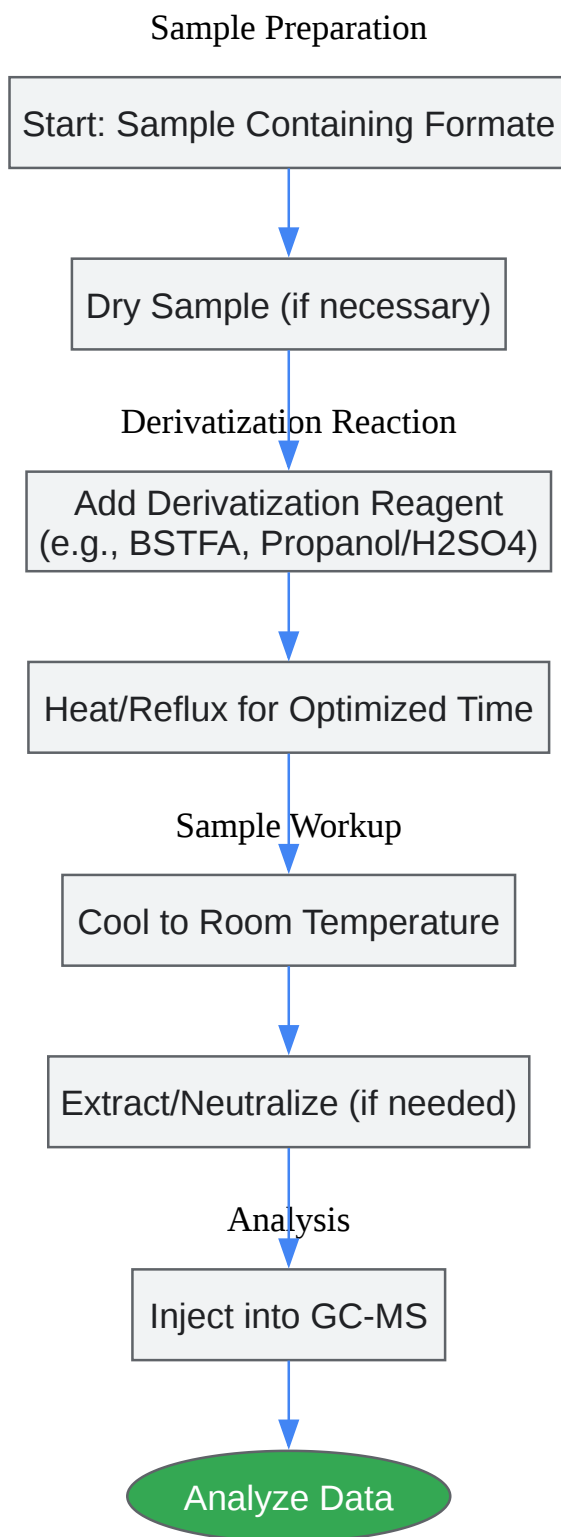 Sample Preparation
Start: Sample Containing Formate
Dry Sample (if necessary)
Derivatization Reaction
Add Derivatization Reagent
(e.g., BSTFA, Propanol/H2SO4)
Heat/Reflux for Optimized Time
Sample Workup
Cool to Room Temperature
Extract/Neutralize (if needed)
Analysis
Inject into GC-MS
Analyze Data